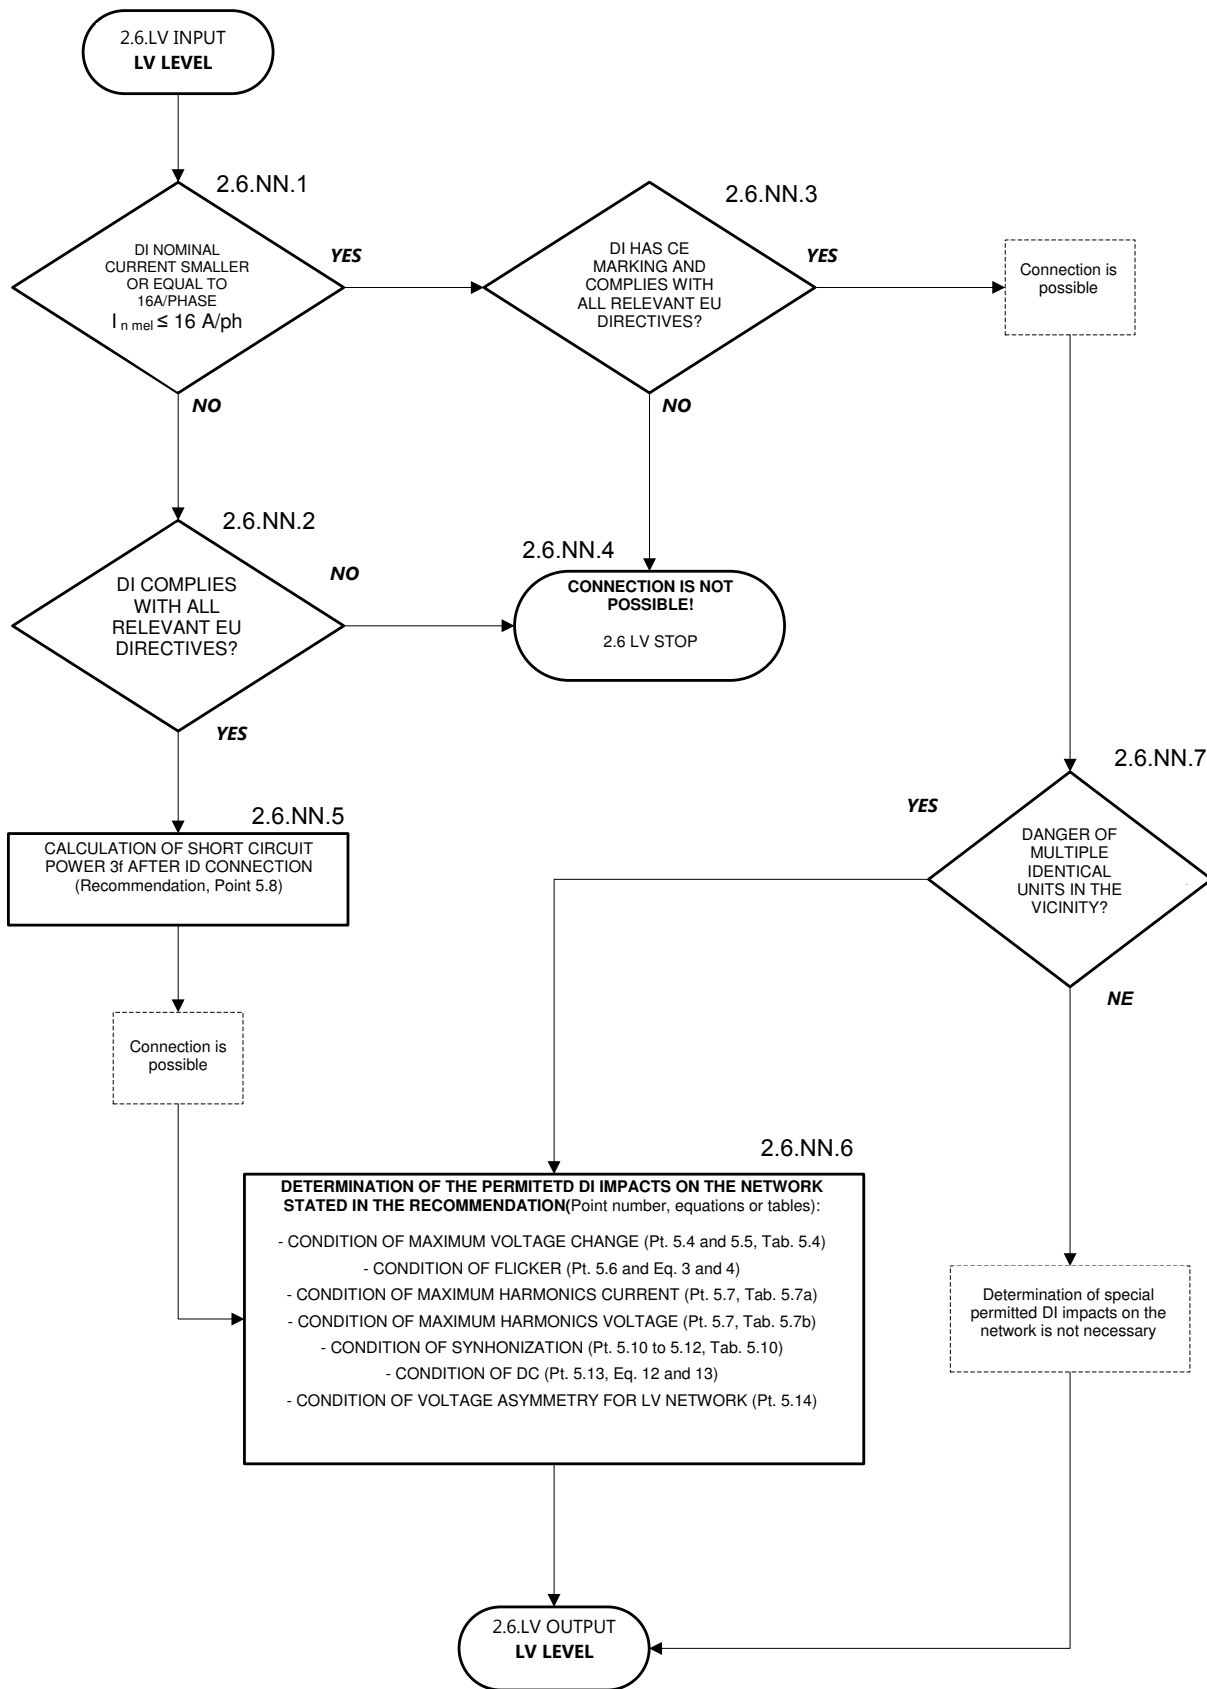 2.6.LV INPUT
LV LEVEL
2.6.NN.1
DI NOMINAL
CURRENT SMALLER
OR EQUAL TO
16A/PHASE
I n mel ≤ 16 A/ph
YES
NO
2.6.NN.3
DI HAS CE
MARKING AND
COMPLIES WITH
ALL RELEVANT EU
DIRECTIVES?
YES
NO
Connection is
possible
2.6.NN.2
DI COMPLIES
WITH ALL
RELEVANT EU
DIRECTIVES?
NO
YES
2.6.NN.4
CONNECTION IS NOT
POSSIBLE!
2.6 LV STOP
2.6.NN.7
DANGER OF
MULTIPLE
IDENTICAL
UNITS IN THE
VICINITY?
YES
NE
2.6.NN.5
CALCULATION OF SHORT CIRCUIT
POWER 3f AFTER ID CONNECTION
(Recommendation, Point 5.8)
Connection is
possible
2.6.NN.6
DETERMINATION OF THE PERMITETD DI IMPACTS ON THE NETWORK
STATED IN THE RECOMMENDATION(Point number, equations or tables):
- CONDITION OF MAXIMUM VOLTAGE CHANGE (Pt. 5.4 and 5.5, Tab. 5.4)
- CONDITION OF FLICKER (Pt. 5.6 and Eq. 3 and 4)
- CONDITION OF MAXIMUM HARMONICS CURRENT (Pt. 5.7, Tab. 5.7a)
- CONDITION OF MAXIMUM HARMONICS VOLTAGE (Pt. 5.7, Tab. 5.7b)
- CONDITION OF SYNHONIZATION (Pt. 5.10 to 5.12, Tab. 5.10)
- CONDITION OF DC (Pt. 5.13, Eq. 12 and 13)
- CONDITION OF VOLTAGE ASYMMETRY FOR LV NETWORK (Pt. 5.14)
Determination of special
permitted DI impacts on the
network is not necessary
2.6.LV OUTPUT
LV LEVEL